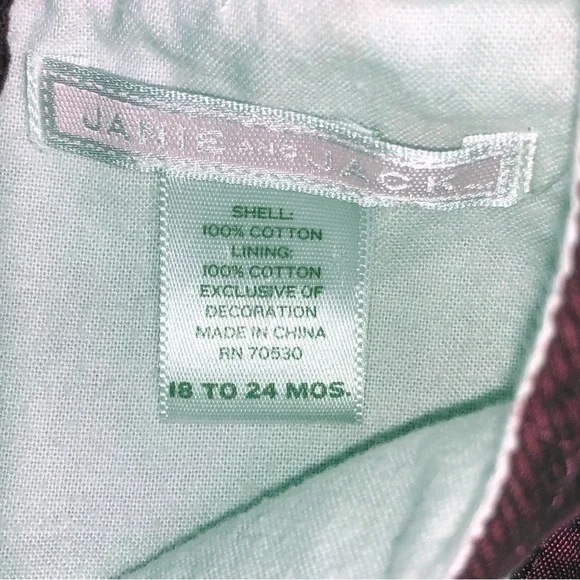 JANIE AND JACK
SHELL:
100% COTTON
LINING:
100% COTTON
EXCLUSIVE OF
DECORATION
MADE IN CHINA
RN 70530
18 TO 24 MOS.